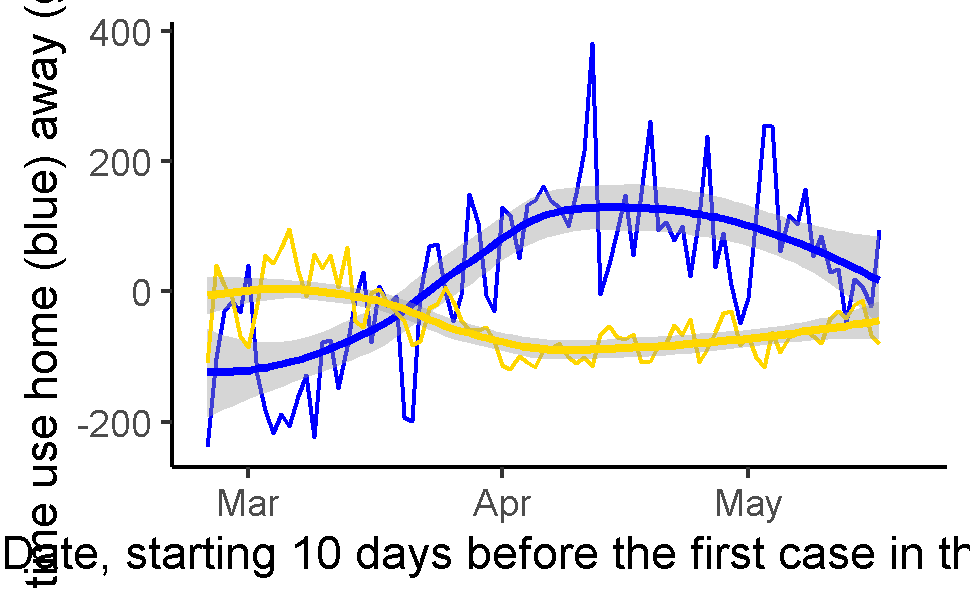 time use home (blue) away (
400
200
0
-200
Mar Apr May
Date, starting 10 days before the first case in th